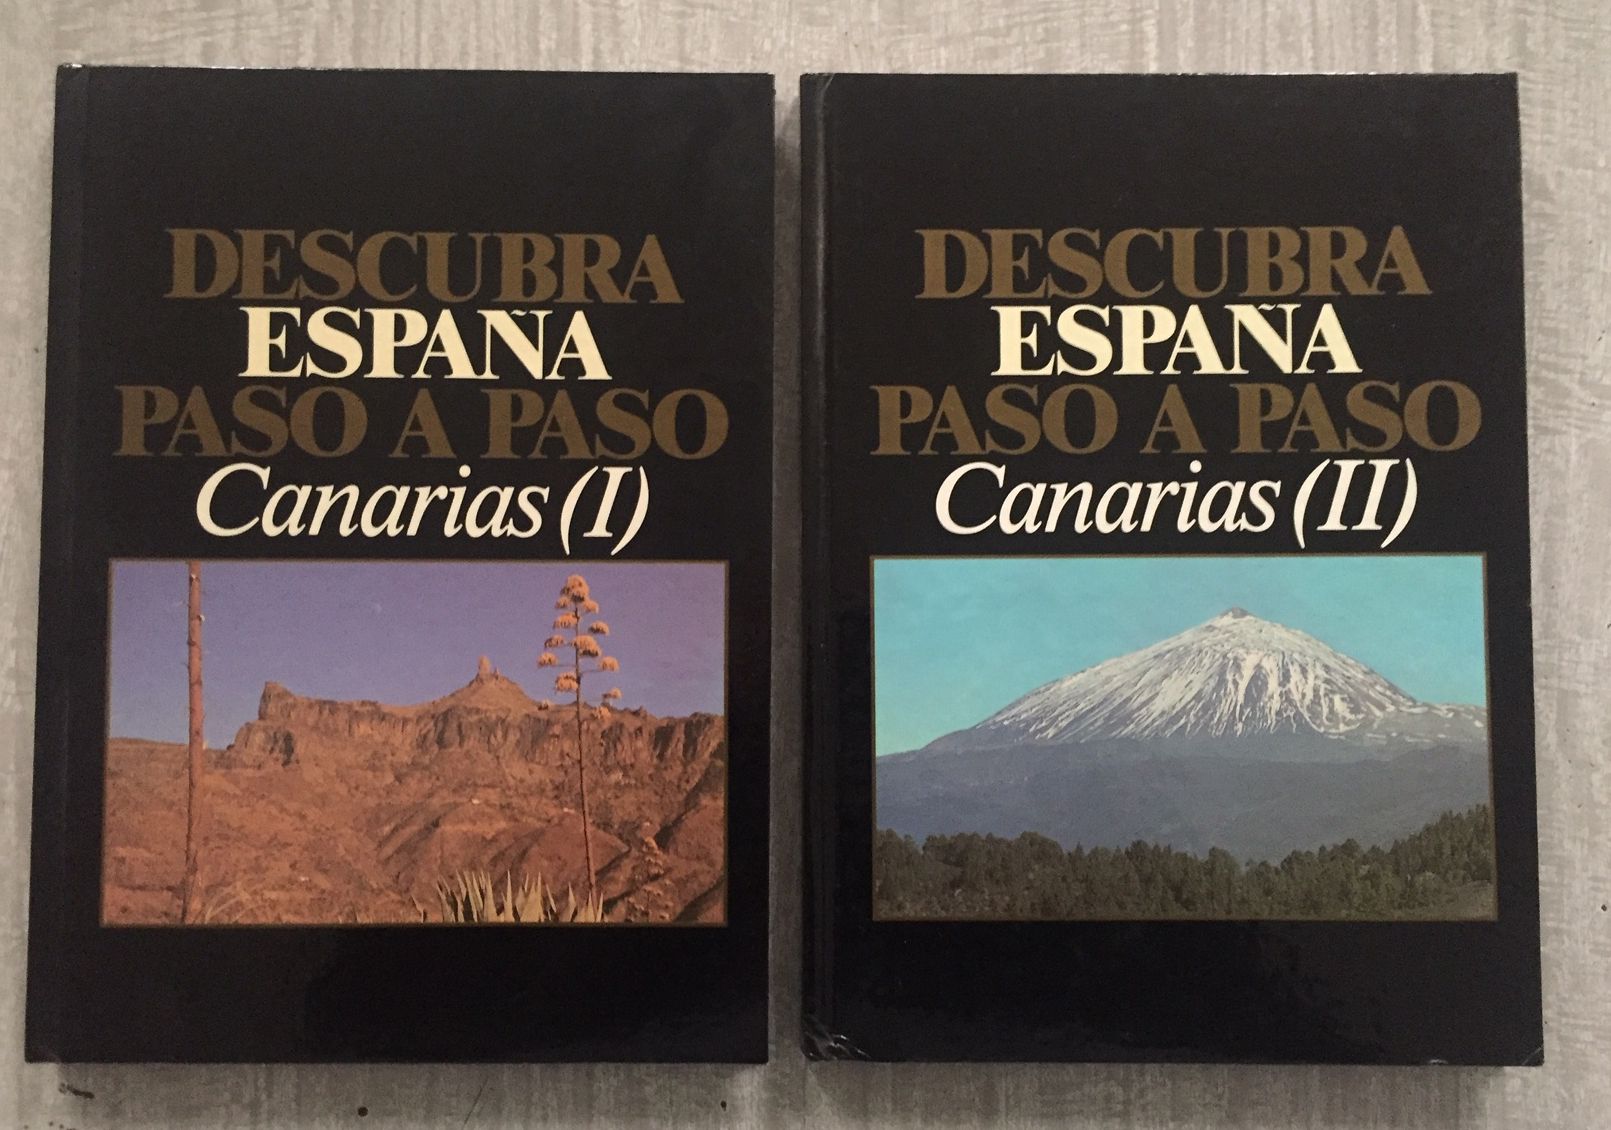 DESCUBRA
ESPAÑA
PASO A PASO
Canarias (I)
DESCUBRA
ESPAÑA
PASO A PASO
Canarias (II)